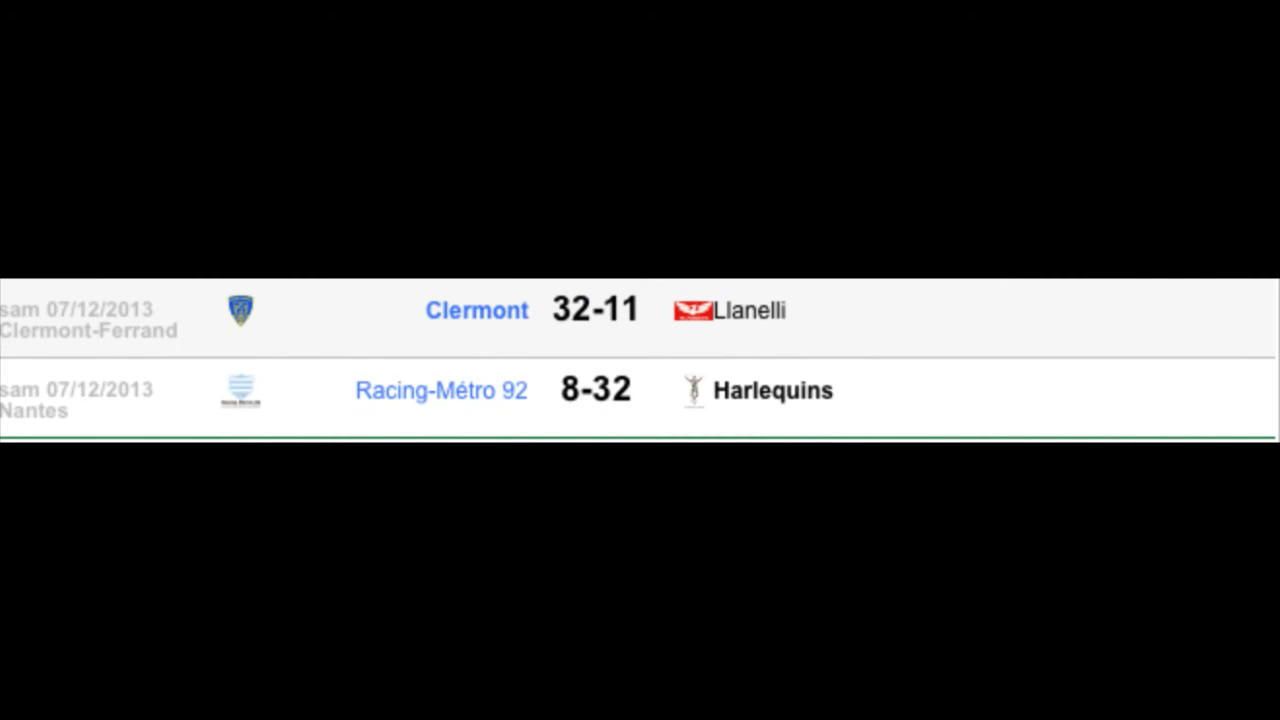 sam 07/12/2013
Clermont-Ferrand
Clermont 32-11 Llanelli
sam 07/12/2013
Nantes
Racing-Métro 92 8-32 Harlequins